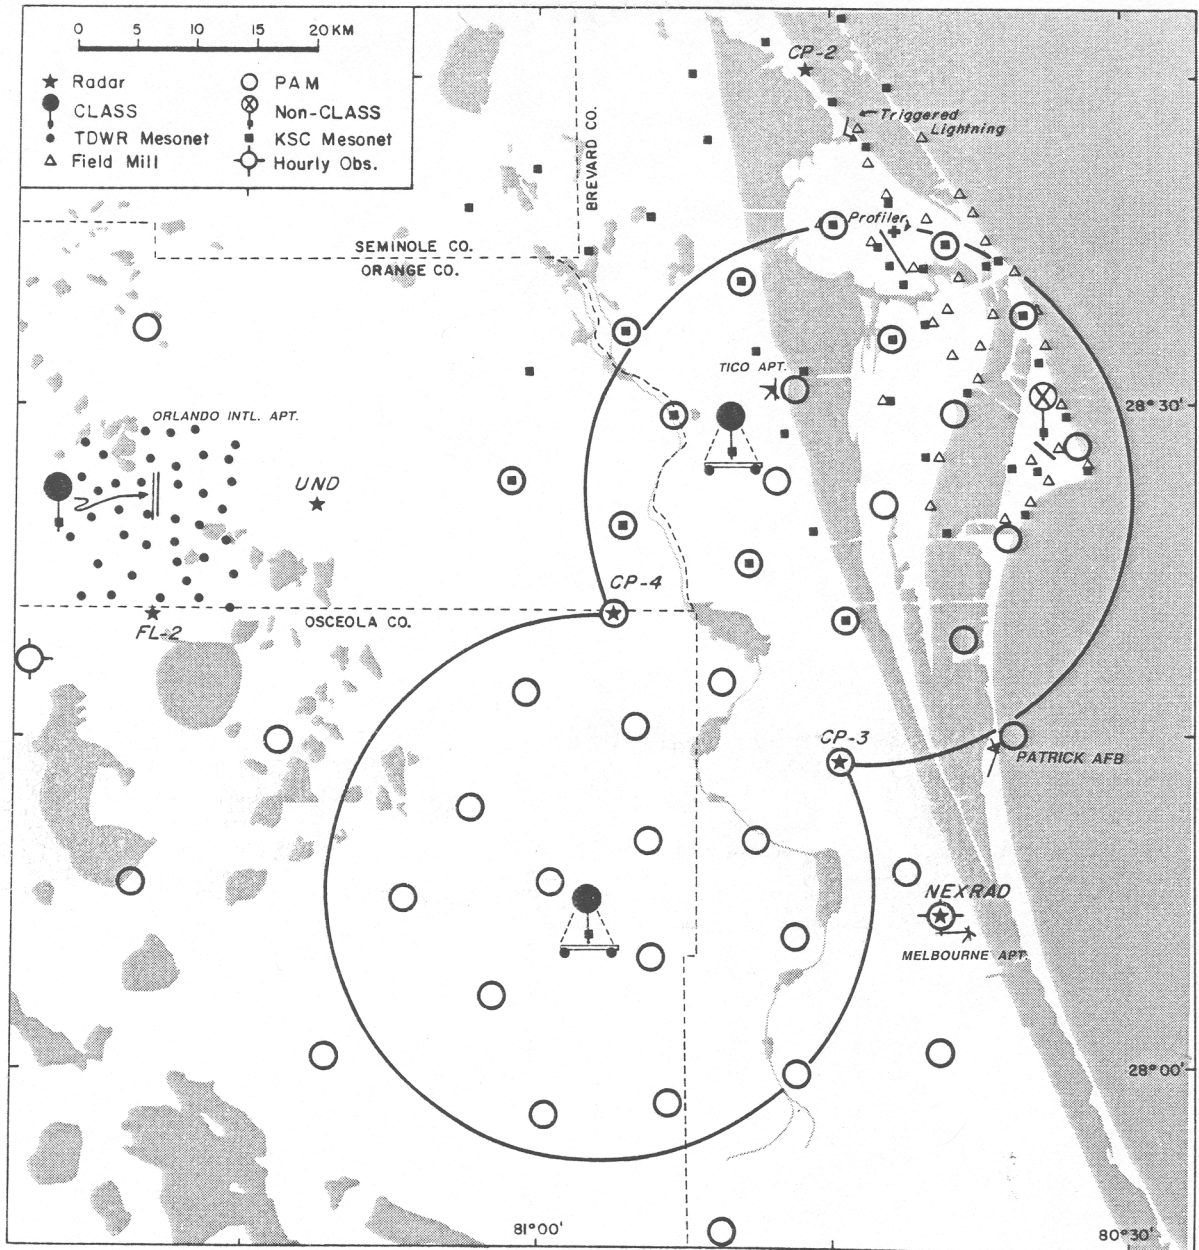 0 5 10 15 20 KM
Radar
PAM
CLASS
Non-CLASS
TDWR Mesonet
KSC Mesonet
Field Mill
Hourly Obs.
BREVARD CO.
CP-2
Triggered
Lightning
Profiler
SEMINOLE CO.
ORANGE CO.
TICO APT.
28°30'
ORLANDO INTL. APT.
UND
CP-4
OSCEOLA CO.
FL-2
CP-3
PATRICK AFB
NEXRAD
MELBOURNE APT.
28°00'
81°00'
80°30'